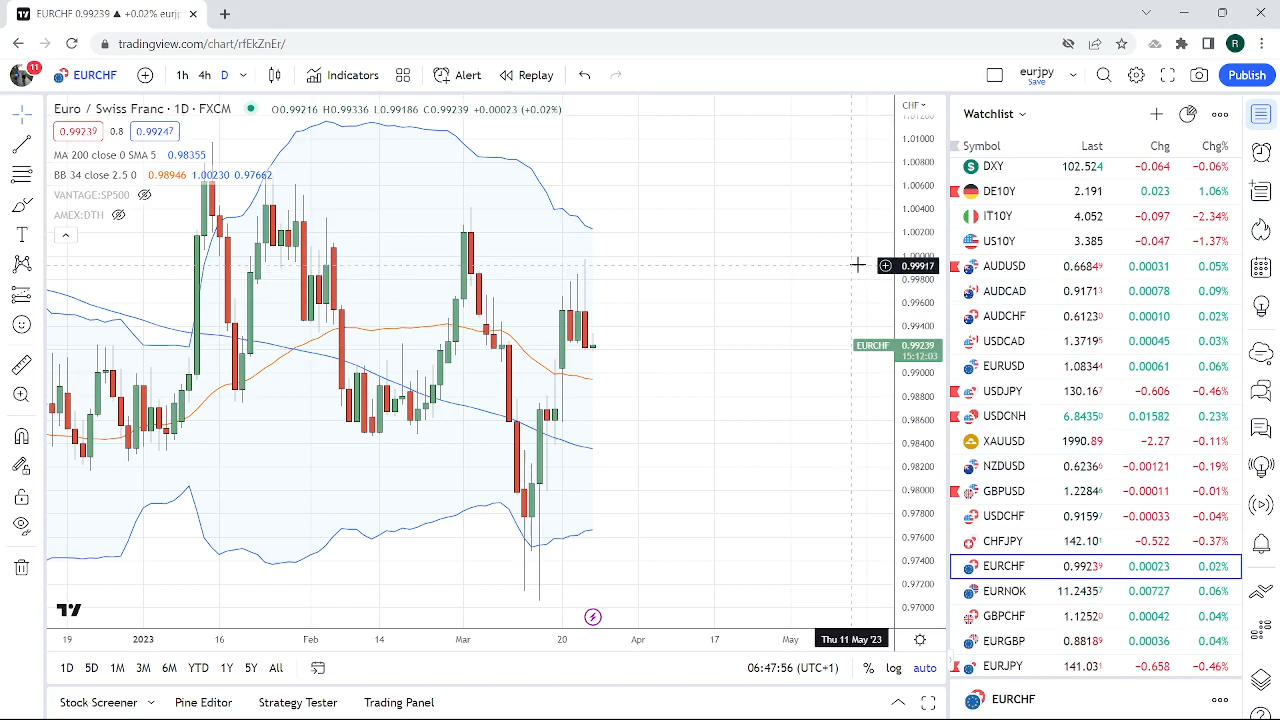 EURCHF 0.99239 ▲ +0.02% eurjp
tradingview.com/chart/rfEkZnEr/
R
11
EURCHF
1h 4h D
Indicators
Alert
Replay
eurjpy
Save
Publish
Euro / Swiss Franc · 1D · FXCM
O0.99216 H0.99336 L0.99186 C0.99239 +0.00023 (+0.02%)
0.99239 0.8 0.99247
MA 200 close 0 SMA 5 0.98355
BB 34 close 2.5 0 0.98946 1.00230 0.9766
VANTAGE:SP500
AMEX:DTH
CHF
1.01200
1.01000
1.00800
1.00600
1.00400
1.00200
1.00000
0.99917
0.99800
0.99600
0.99400
EURCHF 0.99239
15:12:03
0.99000
0.98800
0.98600
0.98400
0.98200
0.98000
0.97800
0.97600
0.97400
0.97200
0.97000
19 2023 16 Feb 14 Mar 20 Apr 17 May Thu 11 May '23
1D 5D 1M 3M 6M YTD 1Y All
06:47:56 (UTC+1)
% log auto
Stock Screener Pine Editor Strategy Tester Trading Panel
Watchlist
Symbol Last Chg Chg%
DXY 102.524 −0.064 −0.06%
DE10Y 2.191 0.023 1.06%
IT10Y 4.052 −0.097 −2.34%
US10Y 3.385 −0.047 −1.37%
AUDUSD 0.66849 0.00031 0.05%
AUDCAD 0.91713 0.00078 0.09%
AUDCHF 0.61230 0.00010 0.02%
USDCAD 1.37195 0.00045 0.03%
EURUSD 1.08344 0.00061 0.06%
USDJPY 130.167 −0.606 −0.46%
USDCNH 6.84350 0.01582 0.23%
XAUUSD 1990.89 −2.27 −0.11%
NZDUSD 0.62366 −0.00121 −0.19%
GBPUSD 1.22846 −0.00011 −0.01%
USDCHF 0.91597 −0.00033 −0.04%
CHFJPY 142.101 −0.522 −0.37%
EURCHF 0.99239 0.00023 0.02%
EURNOK 11.24357 0.00727 0.06%
GBPCHF 1.12520 0.00042 0.04%
EURGBP 0.88189 0.00036 0.04%
EURJPY 141.031 −0.658 −0.46%
EURCHF